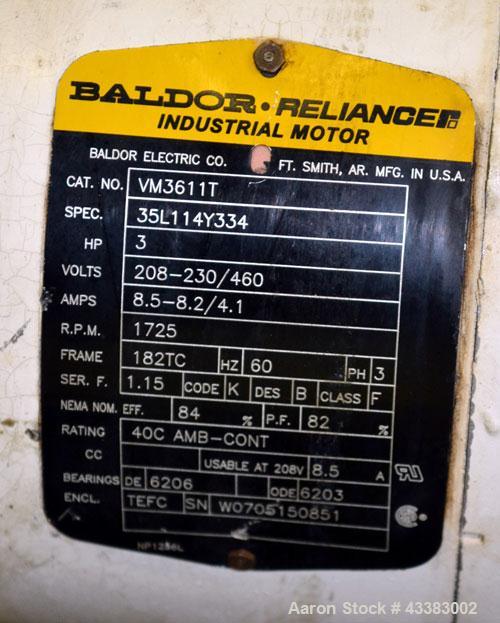 BALDOR • RELIANCER
INDUSTRIAL MOTOR
BALDOR ELECTRIC CO. FT. SMITH, AR. MFG. IN U.S.A.
CAT. NO. VM3611T
SPEC. 35L114Y334
HP 3
VOLTS 208-230/460
AMPS 8.5-8.2/4.1
R.P.M. 1725
FRAME 182TC HZ 60 PH 3
SER. F. 1.15 CODE K DES B CLASS F
NEMA NOM. EFF. 84 % P.F. 82 %
RATING 40C AMB-CONT
CC USABLE AT 208V 8.5 A
BEARINGS DE 6206 ODE 6203
ENCL. TEFC SN W0705150851
NP1256L
Aaron Stock # 43383002